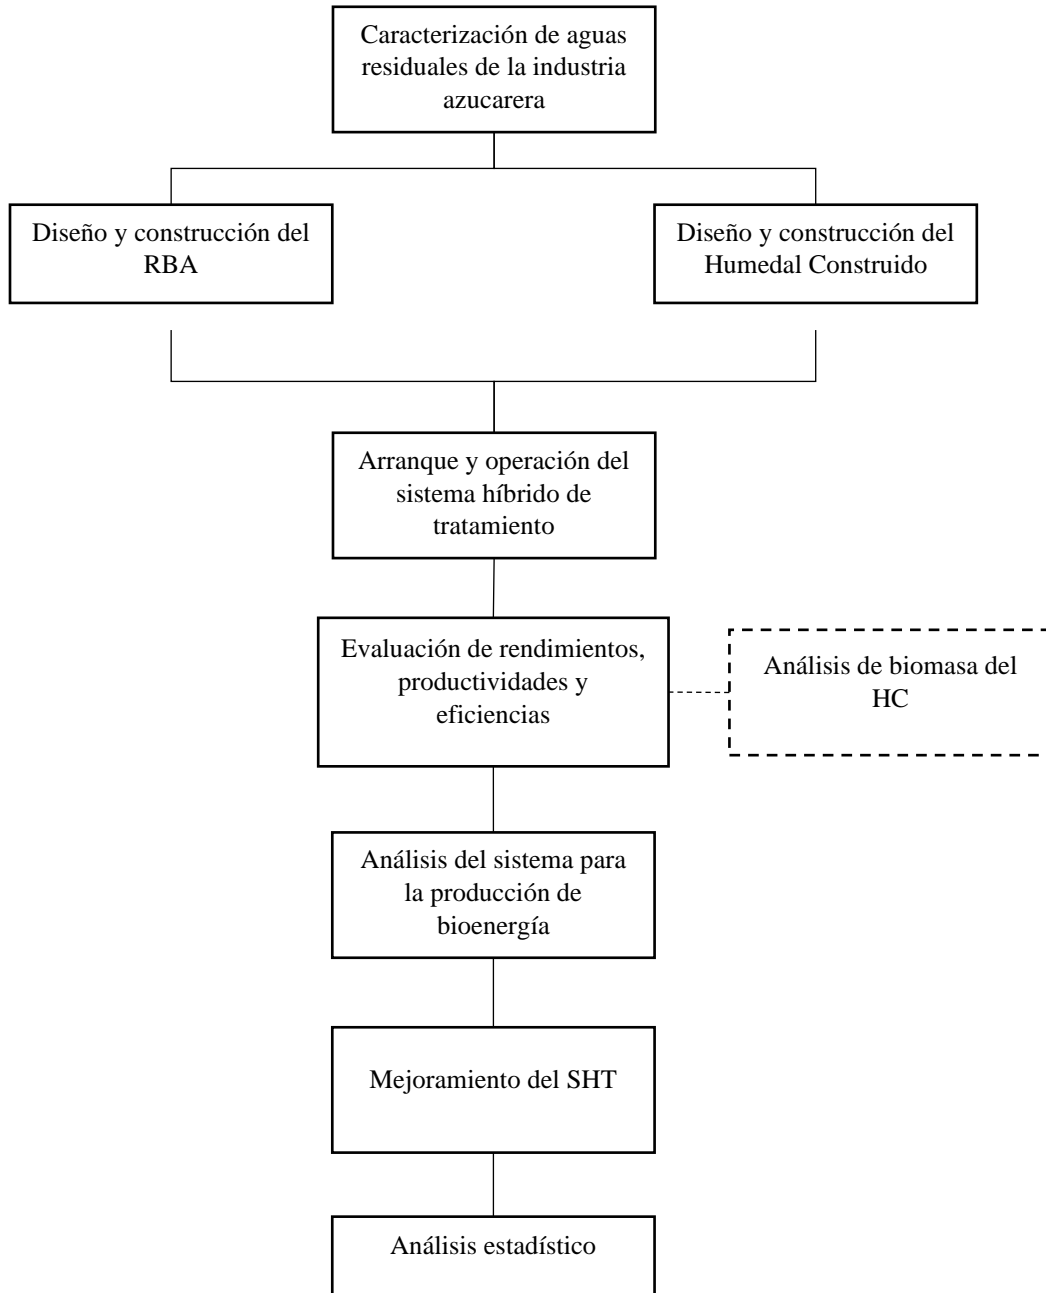 Caracterización de aguas
residuales de la industria
azucarera
Diseño y construcción del
RBA
Diseño y construcción del
Humedal Construido
Arranque y operación del
sistema híbrido de
tratamiento
Evaluación de rendimientos,
productividades y
eficiencias
Análisis de biomasa del
HC
Análisis del sistema para
la producción de
bioenergía
Mejoramiento del SHT
Análisis estadístico